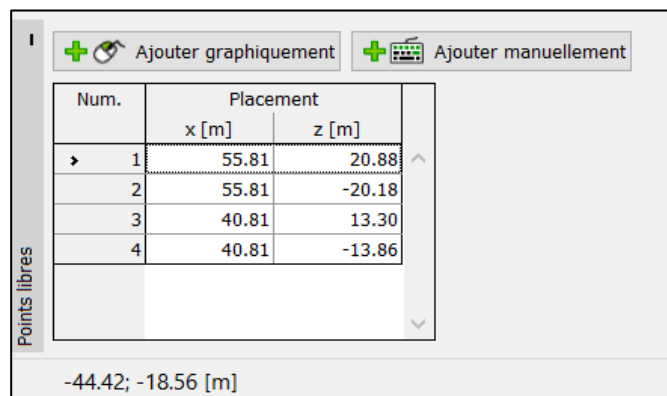 Ajouter graphiquement Ajouter manuellement
Num. Placement
x [m] z [m]
1 55.81 20.88
2 55.81 -20.18
3 40.81 13.30
4 40.81 -13.86
Points libres
-44.42; -18.56 [m]